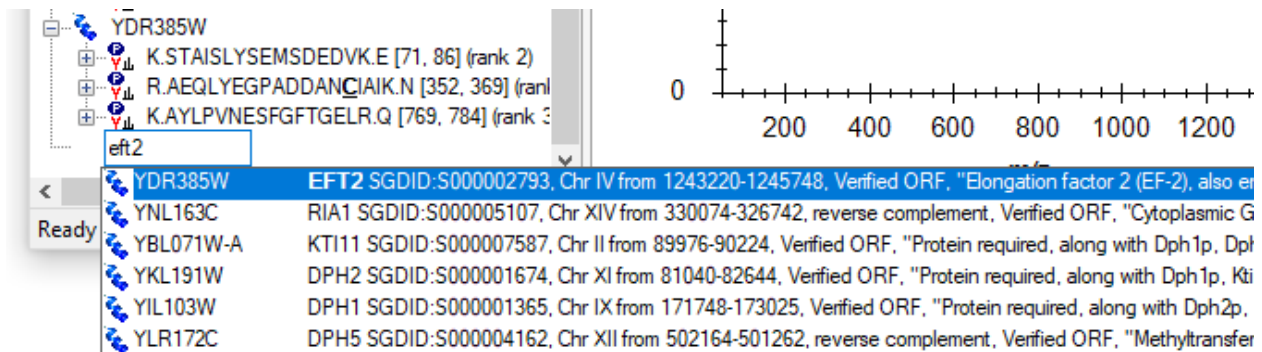 YDR385W
K.STAISLYSEMSDEDVK.E [71, 86] (rank 2)
R.AEQLYEGPADDANCIAIK.N [352, 369] (rank
K.AYLPVNESFGFTGELR.Q [769, 784] (rank 3
eft2
0
200 400 600 800 1000 1200
Ready
YDR385W EFT2 SGDID:S000002793, Chr IV from 1243220-1245748, Verified ORF, "Elongation factor 2 (EF-2), also en
YNL163C RIA1 SGDID:S000005107, Chr XIV from 330074-326742, reverse complement, Verified ORF, "Cytoplasmic G
YBL071W-A KTI11 SGDID:S000007587, Chr II from 89976-90224, Verified ORF, "Protein required, along with Dph1p, Dph
YKL191W DPH2 SGDID:S000001674, Chr XI from 81040-82644, Verified ORF, "Protein required, along with Dph1p, Kti
YIL103W DPH1 SGDID:S000001365, Chr IX from 171748-173025, Verified ORF, "Protein required, along with Dph2p,
YLR172C DPH5 SGDID:S000004162, Chr XII from 502164-501262, reverse complement, Verified ORF, "Methyltransfer